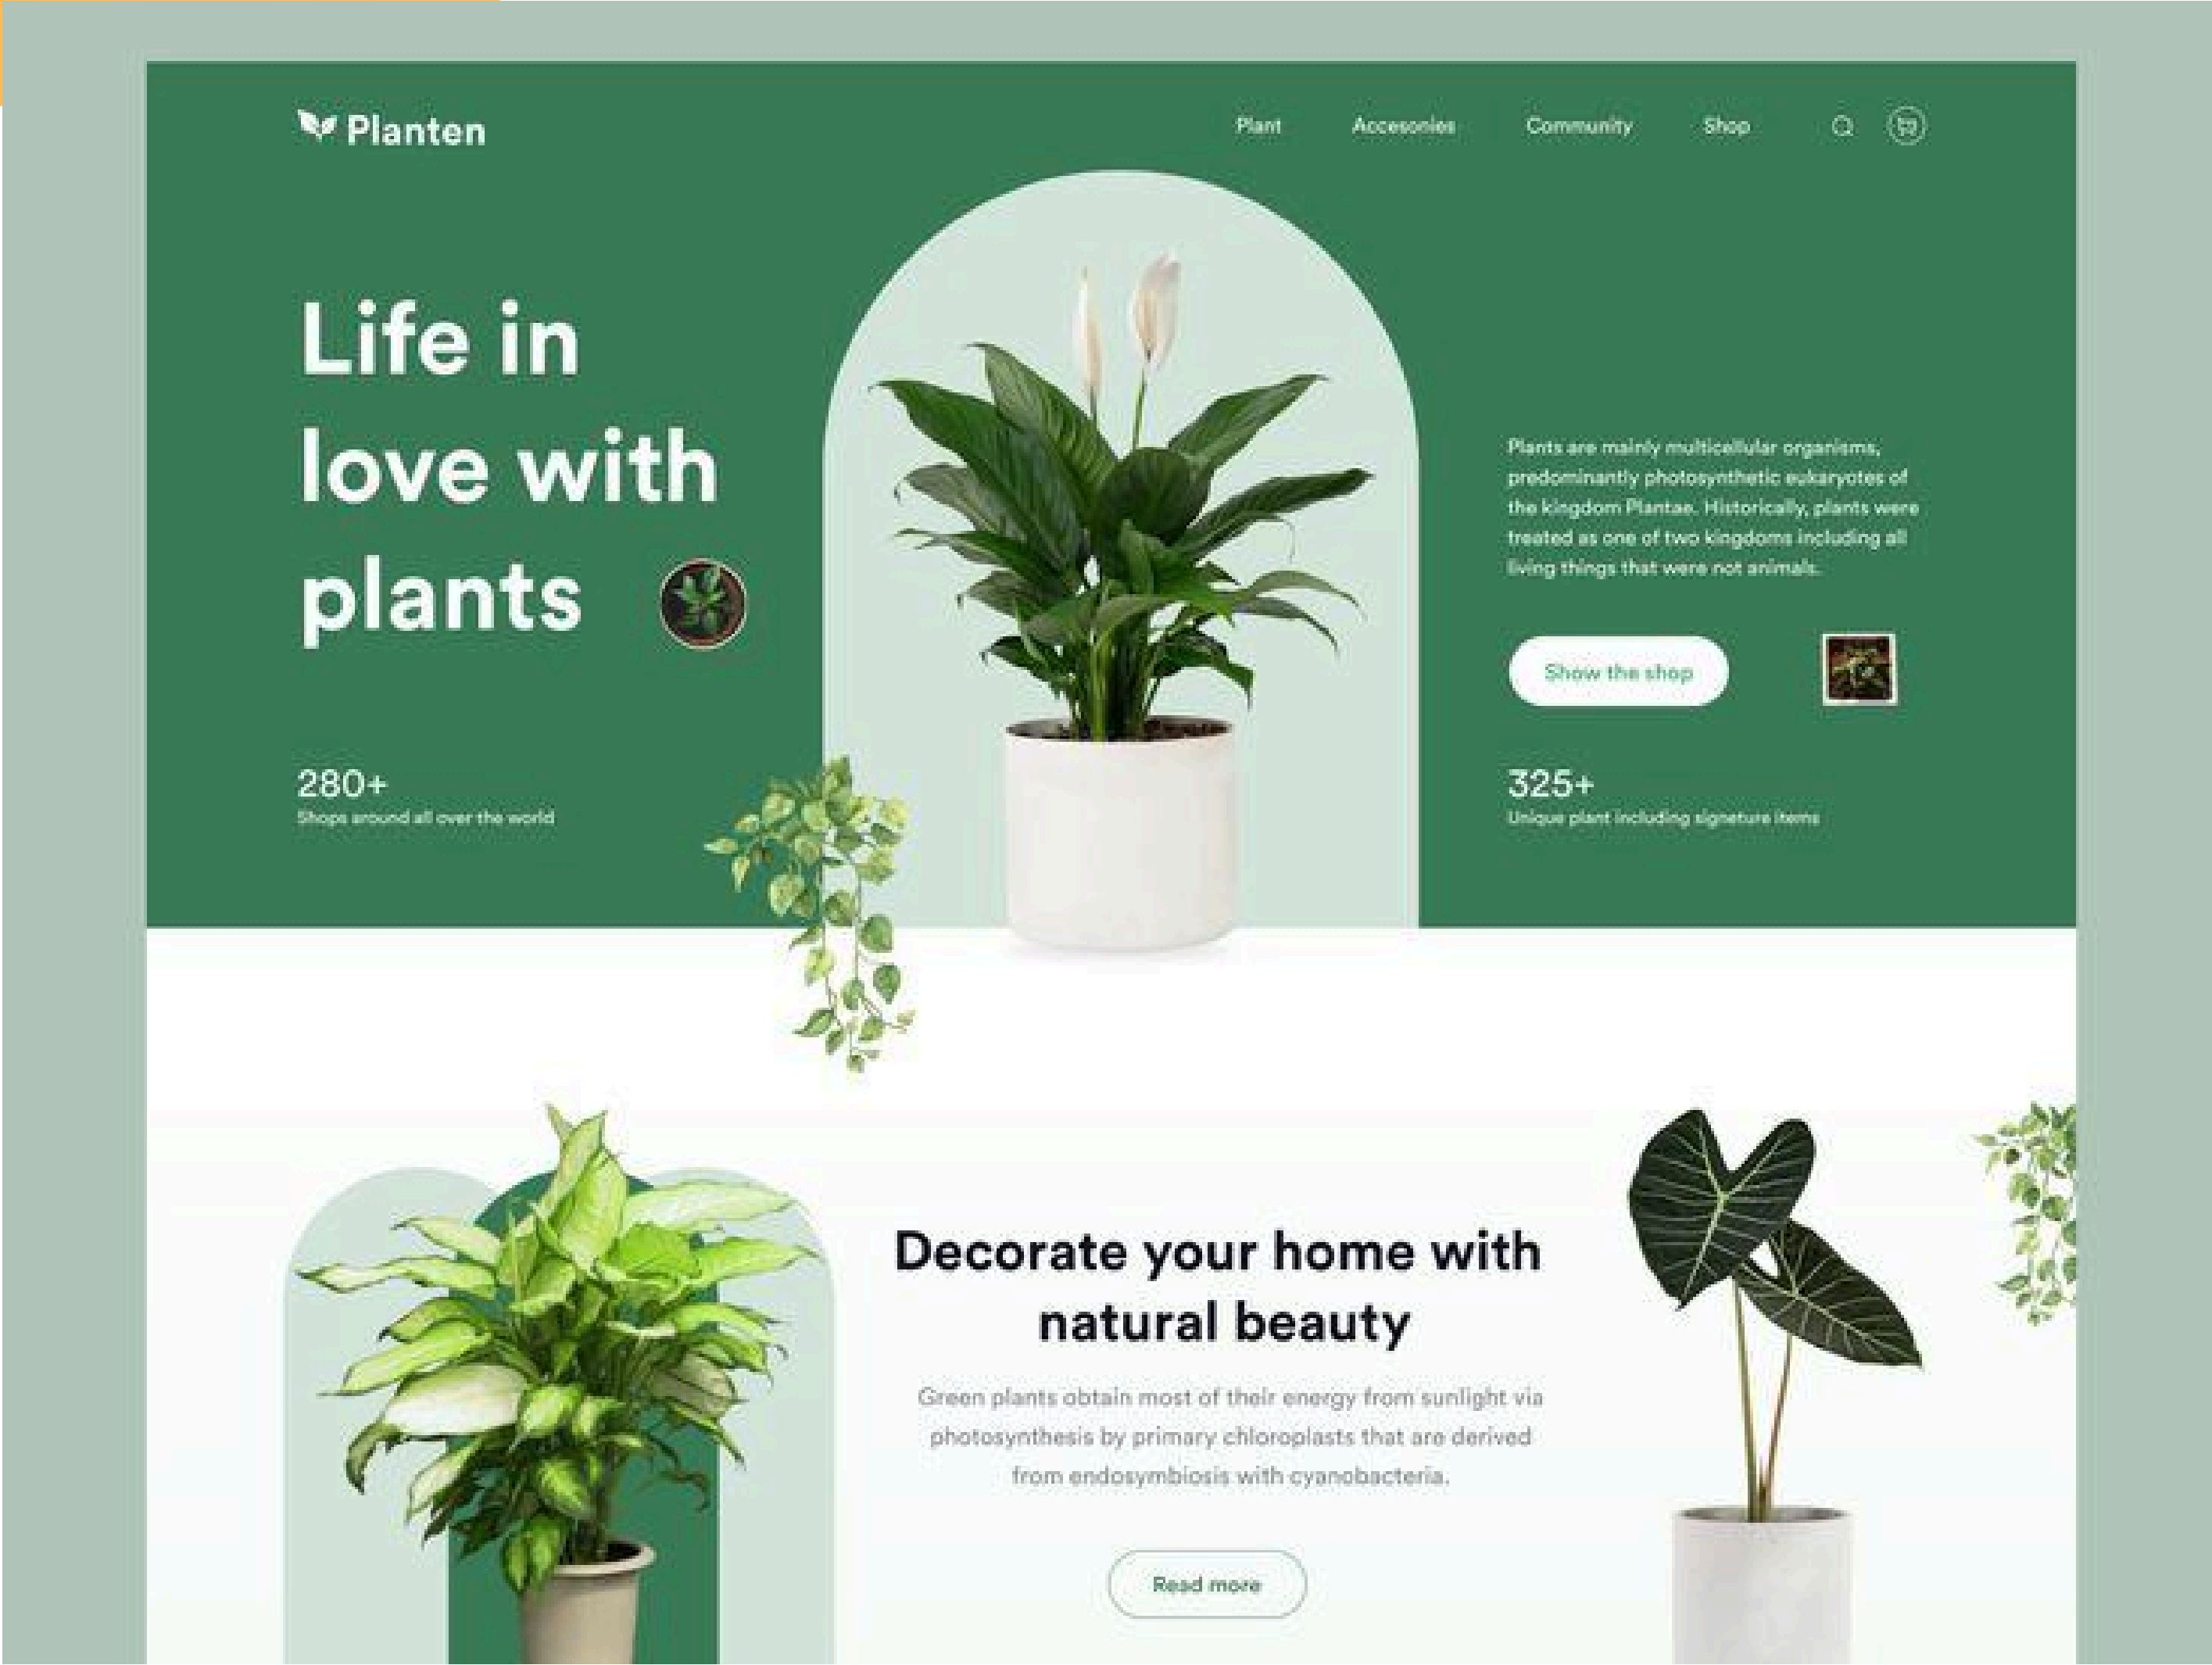 Planten
Plant
Accesonies
Community
Shop
Life in
love with
plants
Plants are mainly multicellular organisms,
predominantly photosynthetic eukaryotes of
the kingdom Plantae. Historically, plants were
treated as one of two kingdoms including all
living things that were not animals.
Show the shop
280+
Shops around all over the world
325+
Unique plant including signeture items
Decorate your home with
natural beauty
Green plants obtain most of their energy from sunlight via
photosynthesis by primary chloroplasts that are derived
from endosymbiosis with cyanobacteria.
Read more